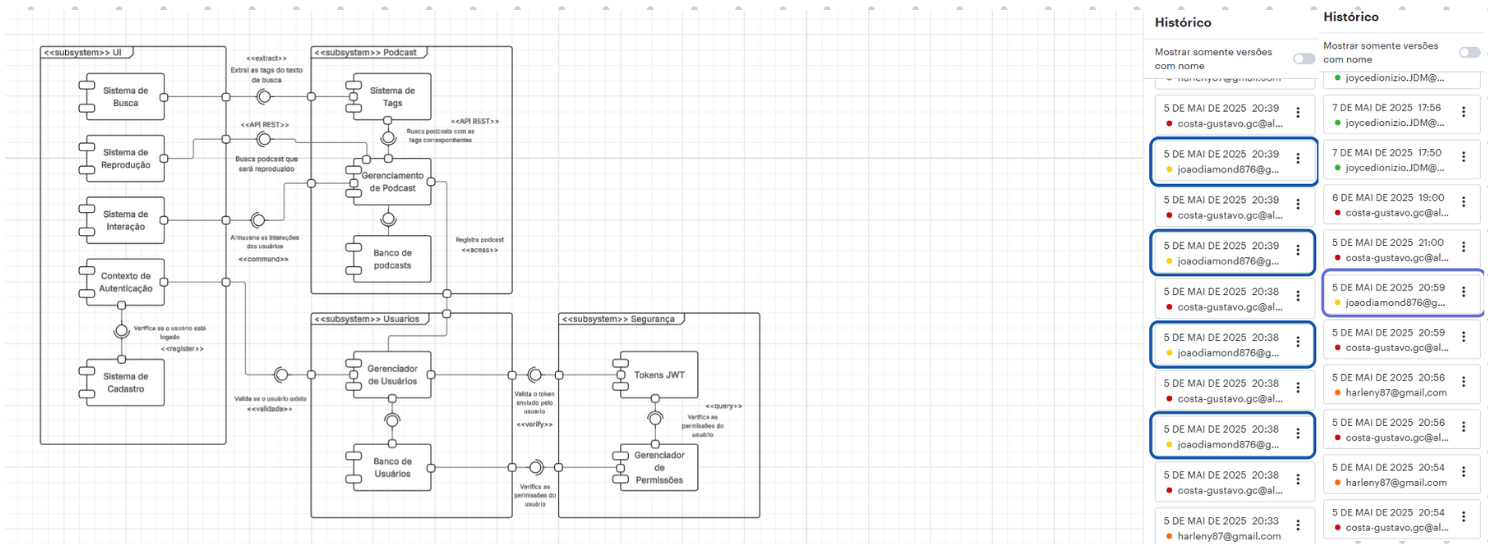 <<subsystem>> UI
Sistema de
Busca
Sistema de
Reprodução
Sistema de
Interação
Contexto de
Autenticação
Verifica se o usuário está
logado
<<register>>
Sistema de
Cadastro
<<extract>>
Extrai as tags do texto
de busca
<<API REST>>
Busca podcast que
será reproduzido
Armazena as interações
dos usuários
<<command>>
Valida se o usuário existe
<<validade>>
<<subsystem>> Podcast
Sistema de
Tags
<<API REST>>
Busca podcasts com as
tags correspondentes
Gerenciamento
de Podcast
Banco de
podcasts
Registra podcast
<<acess>>
<<subsystem>> Usuarios
Gerenciador
de Usuários
Banco de
Usuários
Valida o token
enviado pelo
usuario
<<verify>>
Verifica as
permissões do
usuário
<<subsystem>> Segurança
Tokens JWT
<<query>>
Verifica as
permissões do
usuário
Gerenciador
de
Permissões
Histórico
Mostrar somente versões
com nome
harleny87@gmail.com
5 DE MAI DE 2025 20:39
costa-gustavo.gc@al...
5 DE MAI DE 2025 20:39
joaodiamond876@g...
5 DE MAI DE 2025 20:39
costa-gustavo.gc@al...
5 DE MAI DE 2025 20:39
joaodiamond876@g...
5 DE MAI DE 2025 20:38
costa-gustavo.gc@al...
5 DE MAI DE 2025 20:38
joaodiamond876@g...
5 DE MAI DE 2025 20:38
costa-gustavo.gc@al...
5 DE MAI DE 2025 20:38
joaodiamond876@g...
5 DE MAI DE 2025 20:38
costa-gustavo.gc@al...
5 DE MAI DE 2025 20:33
harleny87@gmail.com
Histórico
Mostrar somente versões
com nome
joycedionizio.JDM@...
7 DE MAI DE 2025 17:56
joycedionizio.JDM@...
7 DE MAI DE 2025 17:50
joycedionizio.JDM@...
6 DE MAI DE 2025 19:00
costa-gustavo.gc@al...
5 DE MAI DE 2025 21:00
costa-gustavo.gc@al...
5 DE MAI DE 2025 20:59
joaodiamond876@g...
5 DE MAI DE 2025 20:59
costa-gustavo.gc@al...
5 DE MAI DE 2025 20:56
harleny87@gmail.com
5 DE MAI DE 2025 20:56
costa-gustavo.gc@al...
5 DE MAI DE 2025 20:54
harleny87@gmail.com
5 DE MAI DE 2025 20:54
costa-gustavo.gc@al...